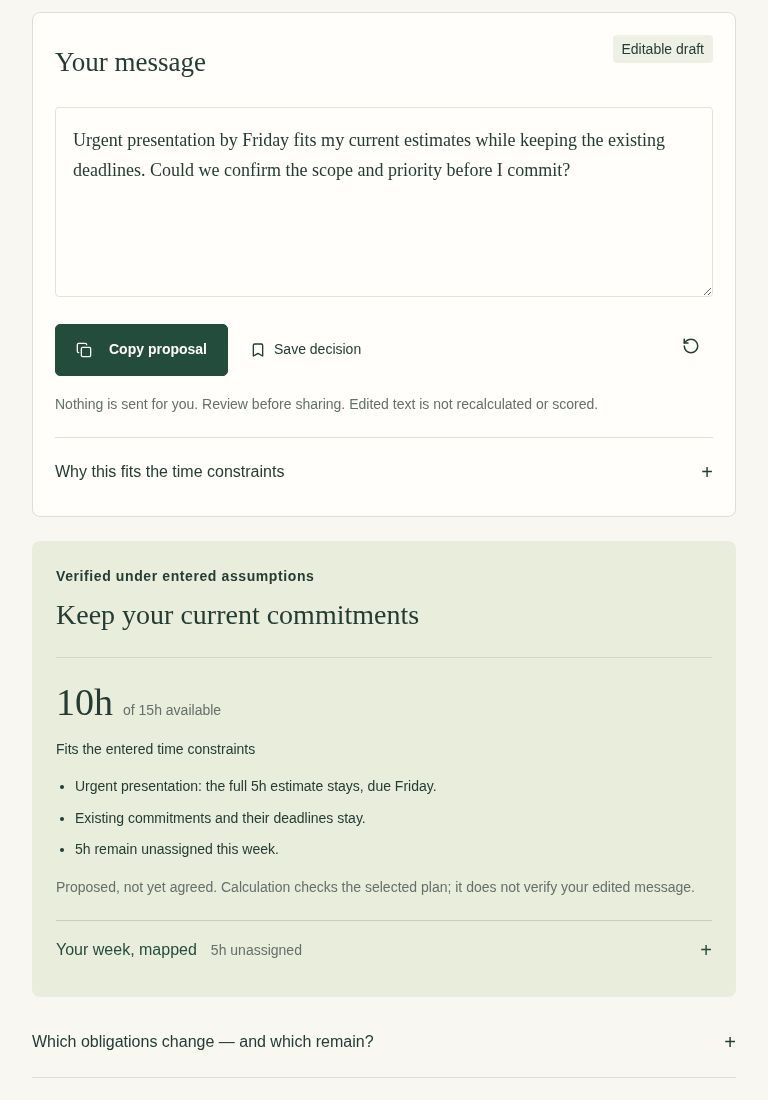 Your message
Editable draft
Urgent presentation by Friday fits my current estimates while keeping the existing
deadlines. Could we confirm the scope and priority before I commit?
Copy proposal
Save decision
Nothing is sent for you. Review before sharing. Edited text is not recalculated or scored.
Why this fits the time constraints
+
Verified under entered assumptions
Keep your current commitments
10h of 15h available
Fits the entered time constraints
• Urgent presentation: the full 5h estimate stays, due Friday.
• Existing commitments and their deadlines stay.
• 5h remain unassigned this week.
Proposed, not yet agreed. Calculation checks the selected plan; it does not verify your edited message.
Your week, mapped 5h unassigned
+
Which obligations change — and which remain?
+